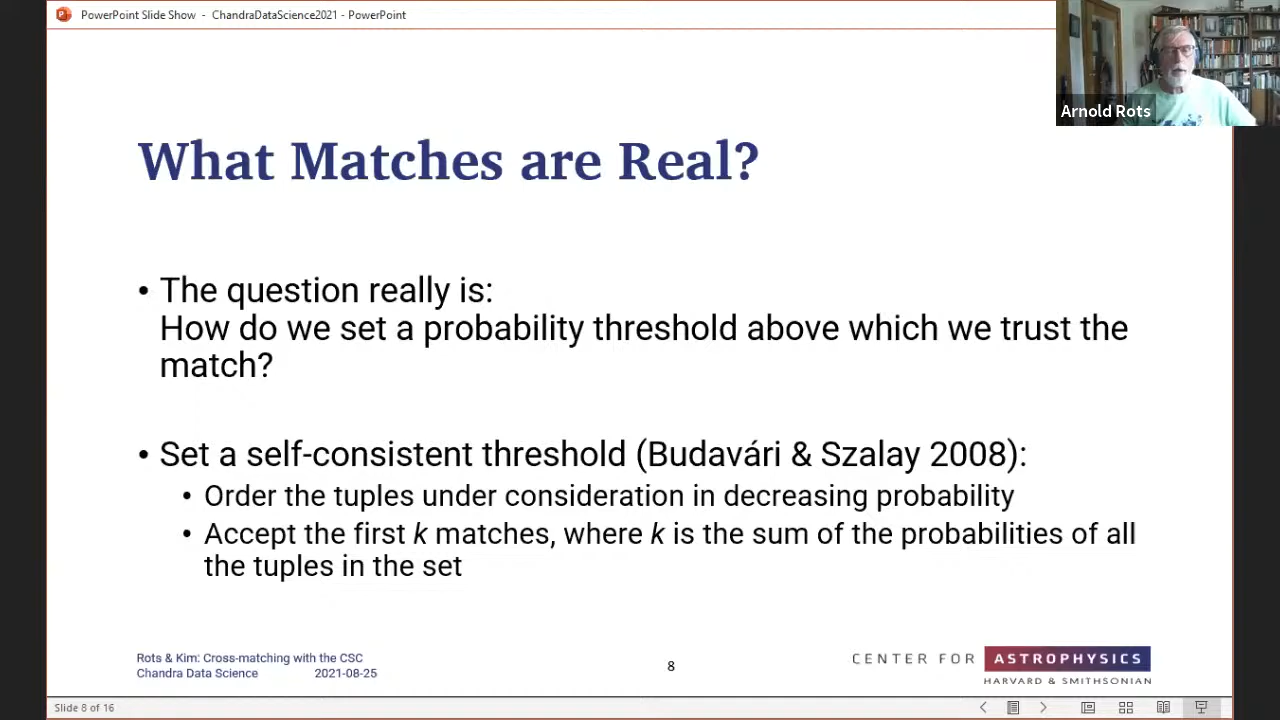 PowerPoint Slide Show - ChandraDataScience2021 - PowerPoint
Arnold Rots
What Matches are Real?
• The question really is:
How do we set a probability threshold above which we trust the
match?
• Set a self-consistent threshold (Budavári & Szalay 2008):
• Order the tuples under consideration in decreasing probability
• Accept the first k matches, where k is the sum of the probabilities of all
the tuples in the set
Rots & Kim: Cross-matching with the CSC
Chandra Data Science 2021-08-25
8
CENTER FOR ASTROPHYSICS
HARVARD & SMITHSONIAN
Slide 8 of 16